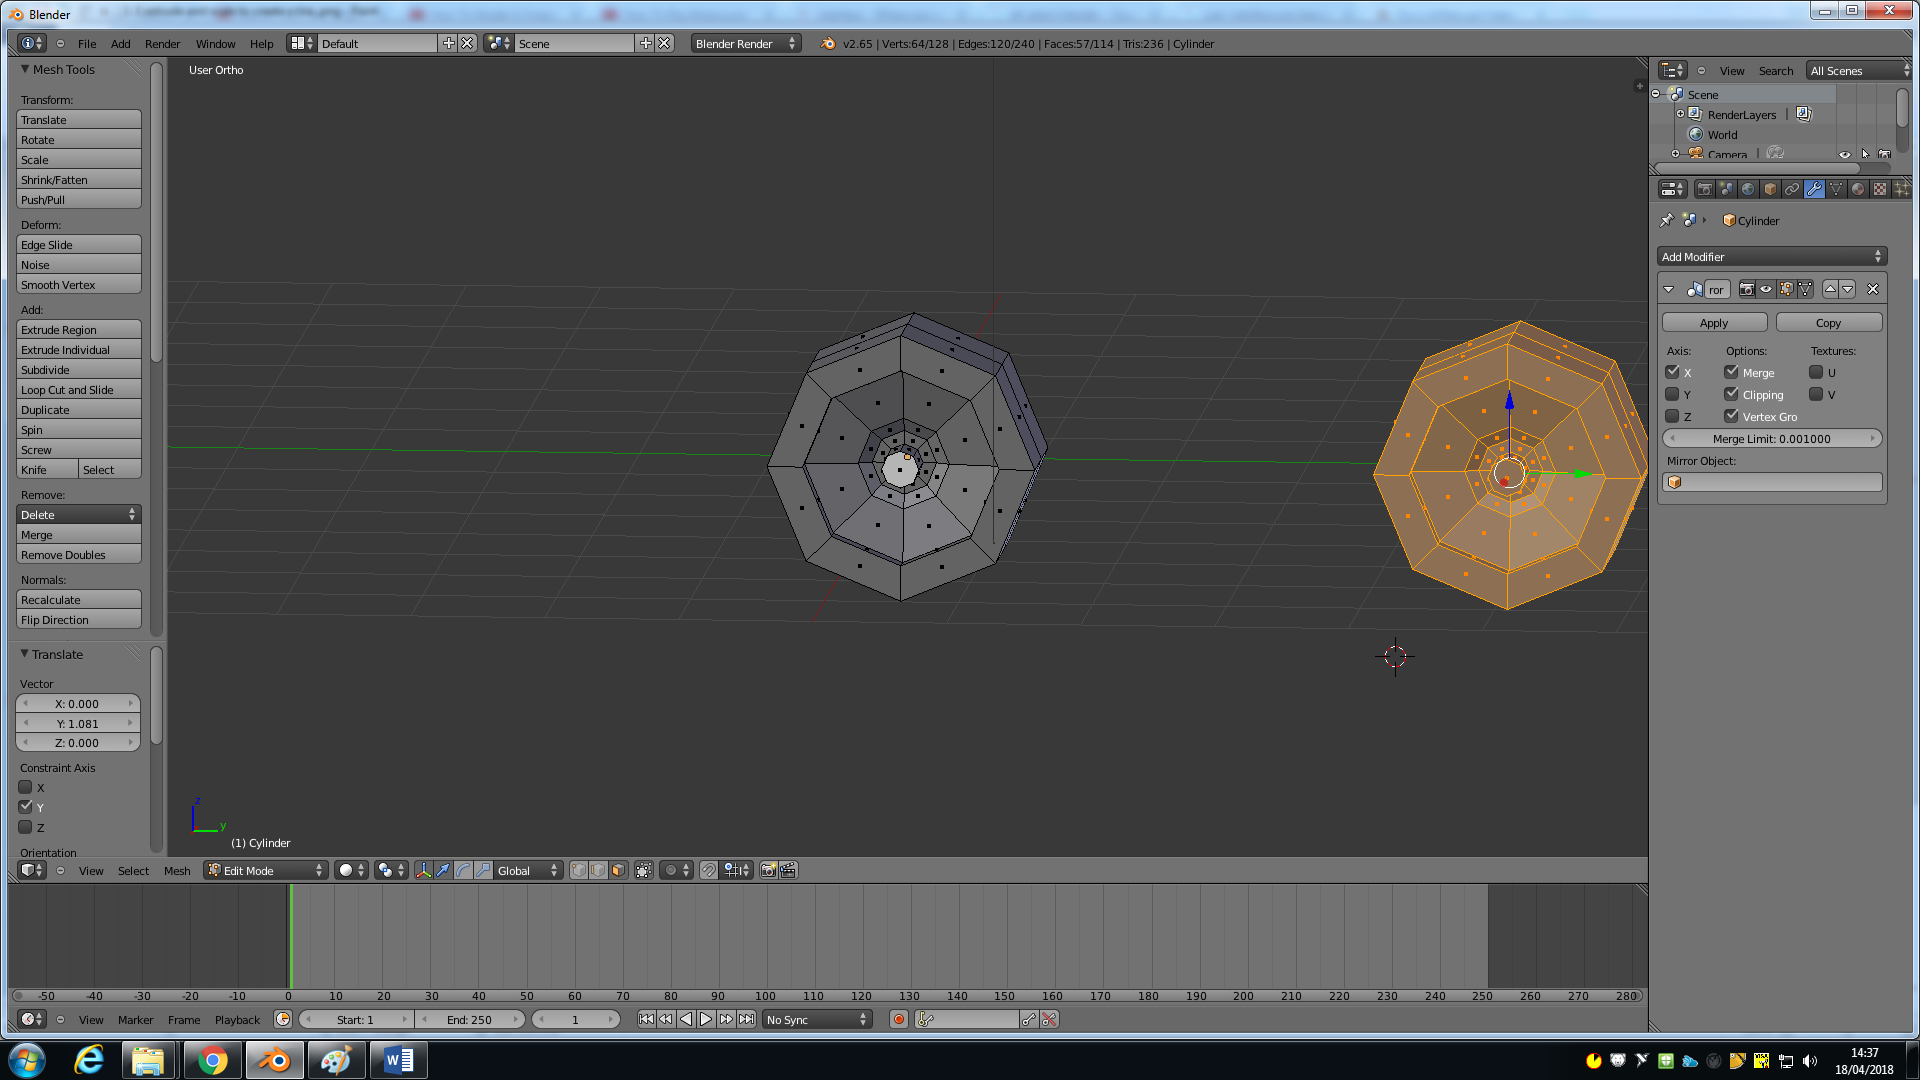 Blender
File Add Render Window Help Default Scene Blender Render v2.65 | Verts:64/128 | Edges:120/240 | Faces:57/114 | Tris:236 | Cylinder
Mesh Tools
Transform:
Translate
Rotate
Scale
Shrink/Fatten
Push/Pull
Deform:
Edge Slide
Noise
Smooth Vertex
Add:
Extrude Region
Extrude Individual
Subdivide
Loop Cut and Slide
Duplicate
Spin
Screw
Knife Select
Remove:
Delete
Merge
Remove Doubles
Normals:
Recalculate
Flip Direction
Translate
Vector
X: 0.000
Y: 1.081
Z: 0.000
Constraint Axis
X
Y
Z
Orientation
User Ortho
z
y
(1) Cylinder
View Select Mesh Edit Mode Global
View Search All Scenes
Scene
RenderLayers |
World
Camera |
Cylinder
Add Modifier
ror
Apply Copy
Axis: Options: Textures:
X Merge U
Y Clipping V
Z Vertex Gro
Merge Limit: 0.001000
Mirror Object:
-50 -40 -30 -20 -10 0 10 20 30 40 50 60 70 80 90 100 110 120 130 140 150 160 170 180 190 200 210 220 230 240 250 260 270 280
View Marker Frame Playback Start: 1 End: 250 1 No Sync
14:37
18/04/2018